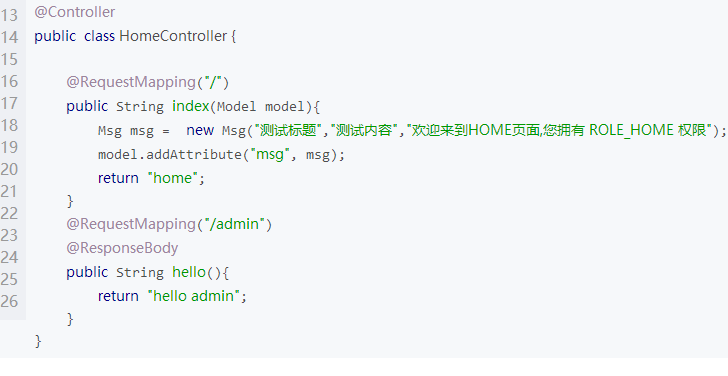 13 @Controller
14 public class HomeController {
15
16 @RequestMapping("/")
17 public String index(Model model){
18 Msg msg = new Msg("测试标题","测试内容","欢迎来到HOME页面,您拥有 ROLE_HOME 权限");
19 model.addAttribute("msg", msg);
20 return "home";
21 }
22 @RequestMapping("/admin")
23 @ResponseBody
24 public String hello(){
25 return "hello admin";
26 }
}